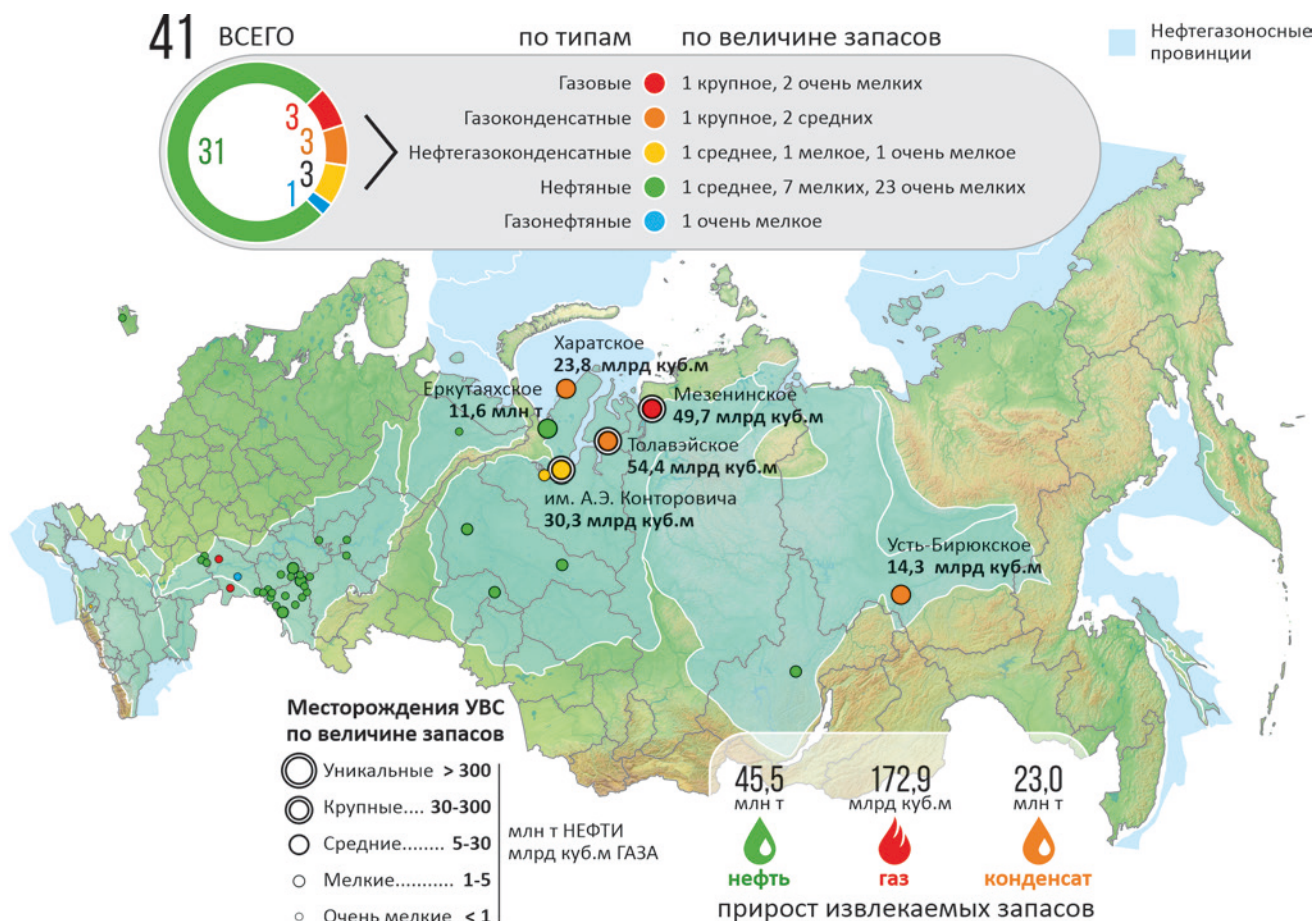 41 ВСЕГО
по типам
по величине запасов
Нефтегазоносные
провинции
31
3
3
3
1
Газовые 1 крупное, 2 очень мелких
Газоконденсатные 1 крупное, 2 средних
Нефтегазоконденсатные 1 среднее, 1 мелкое, 1 очень мелкое
Нефтяные 1 среднее, 7 мелких, 23 очень мелких
Газонефтяные 1 очень мелкое
Харатское
23,8 млрд куб.м
Еркутаяхское
11,6 млн т
Мезенинское
49,7 млрд куб.м
Толавэйское
54,4 млрд куб.м
им. А.Э. Конторовича
30,3 млрд куб.м
Усть-Бирюкское
14,3 млрд куб.м
Месторождения УВС
по величине запасов
Уникальные > 300
Крупные.... 30-300
Средние........ 5-30
Мелкие........... 1-5
Очень мелкие < 1
млн т НЕФТИ
млрд куб.м ГАЗА
45,5
млн т
нефть
172,9
млрд куб.м
газ
23,0
млн т
конденсат
прирост извлекаемых запасов